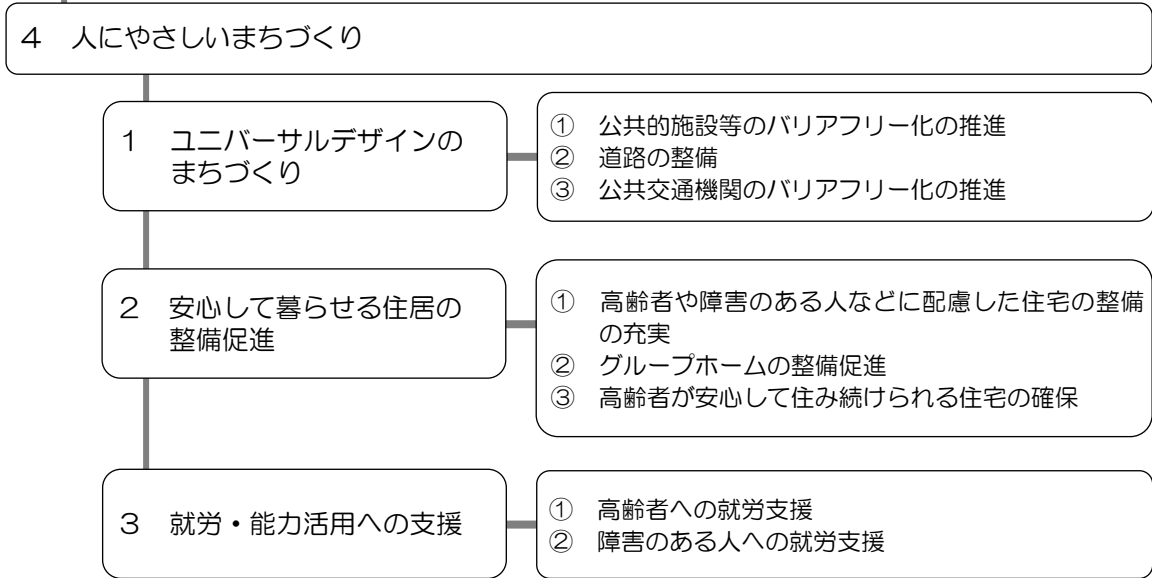 ４　人にやさしいまちづくり
１　ユニバーサルデザインの
まちづくり
①　公共的施設等のバリアフリー化の推進
②　道路の整備
③　公共交通機関のバリアフリー化の推進
２　安心して暮らせる住居の
整備促進
①　高齢者や障害のある人などに配慮した住宅の整備
の充実
②　グループホームの整備促進
③　高齢者が安心して住み続けられる住宅の確保
３　就労・能力活用への支援
①　高齢者への就労支援
②　障害のある人への就労支援